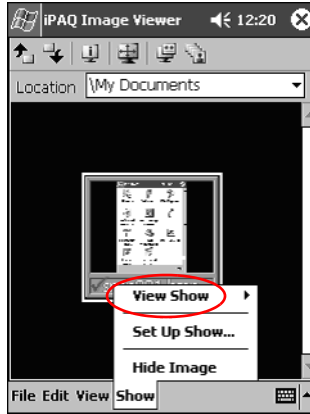 iPAQ Image Viewer 12:20
Location \My Documents
View Show
Set Up Show...
Hide Image
File Edit View Show